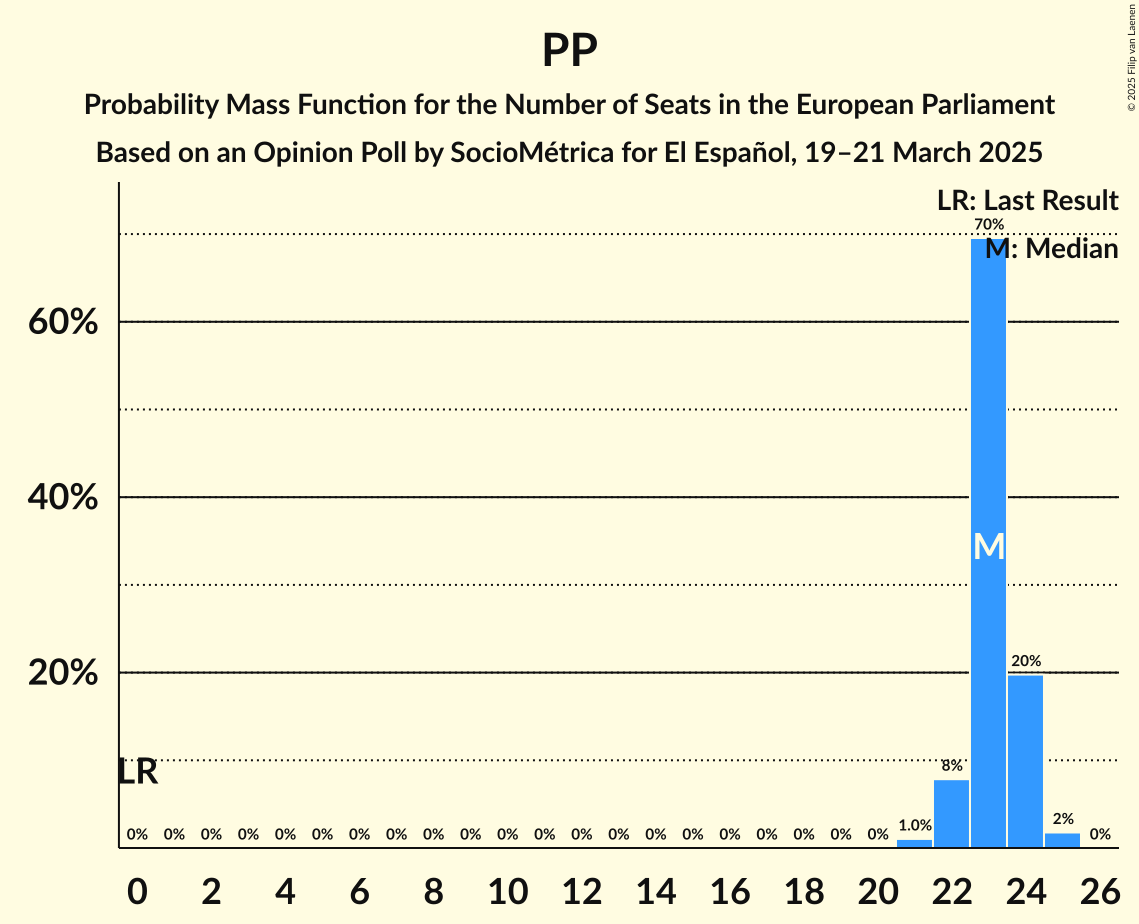 PP
Probability Mass Function for the Number of Seats in the European Parliament
Based on an Opinion Poll by SocioMétrica for El Español, 19–21 March 2025
© 2025 Filip van Laenen
LR: Last Result
M: Median
70%
60%
40%
M
20%
20%
LR
8%
0% 0% 0% 0% 0% 0% 0% 0% 0% 0% 0% 0% 0% 0% 0% 0% 0% 0% 0% 0% 0% 1.0% 2% 0%
0 2 4 6 8 10 12 14 16 18 20 22 24 26